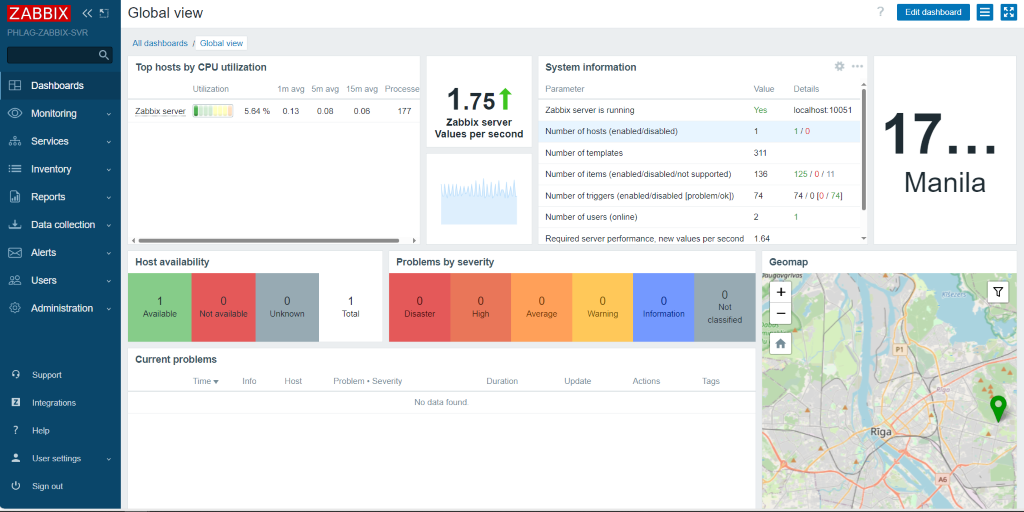 ZABBIX
PHLAG-ZABBIX-SVR
Dashboards
Monitoring
Services
Inventory
Reports
Data collection
Alerts
Users
Administration
Support
Integrations
Help
User settings
Sign out
Global view
? Edit dashboard
All dashboards / Global view
Top hosts by CPU utilization
Utilization 1m avg 5m avg 15m avg Processe
Zabbix server 5.64 % 0.13 0.08 0.06 177
1.75
Zabbix server
Values per second
System information
Parameter Value Details
Zabbix server is running Yes localhost:10051
Number of hosts (enabled/disabled) 1 1 / 0
Number of templates 311
Number of items (enabled/disabled/not supported) 136 125 / 0 / 11
Number of triggers (enabled/disabled [problem/ok]) 74 74 / 0 [0 / 74]
Number of users (online) 2 1
Required server performance, new values per second 1.64
17...
Manila
Host availability
1 Available
0 Not available
0 Unknown
1 Total
Problems by severity
0 Disaster
0 High
0 Average
0 Warning
0 Information
0 Not classified
Current problems
Time Info Host Problem • Severity Duration Update Actions Tags
No data found.
Geomap
+
−
P1
Rīga
Rīga
A6